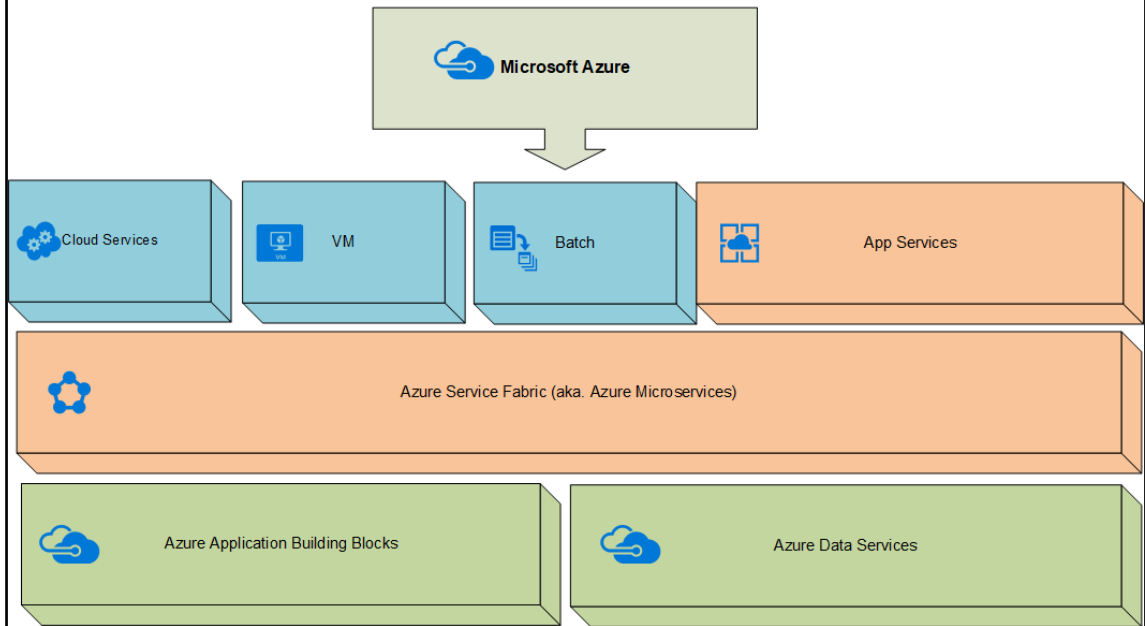 Microsoft Azure
Cloud Services
VM
VM
Batch
App Services
Azure Service Fabric (aka. Azure Microservices)
Azure Application Building Blocks
Azure Data Services